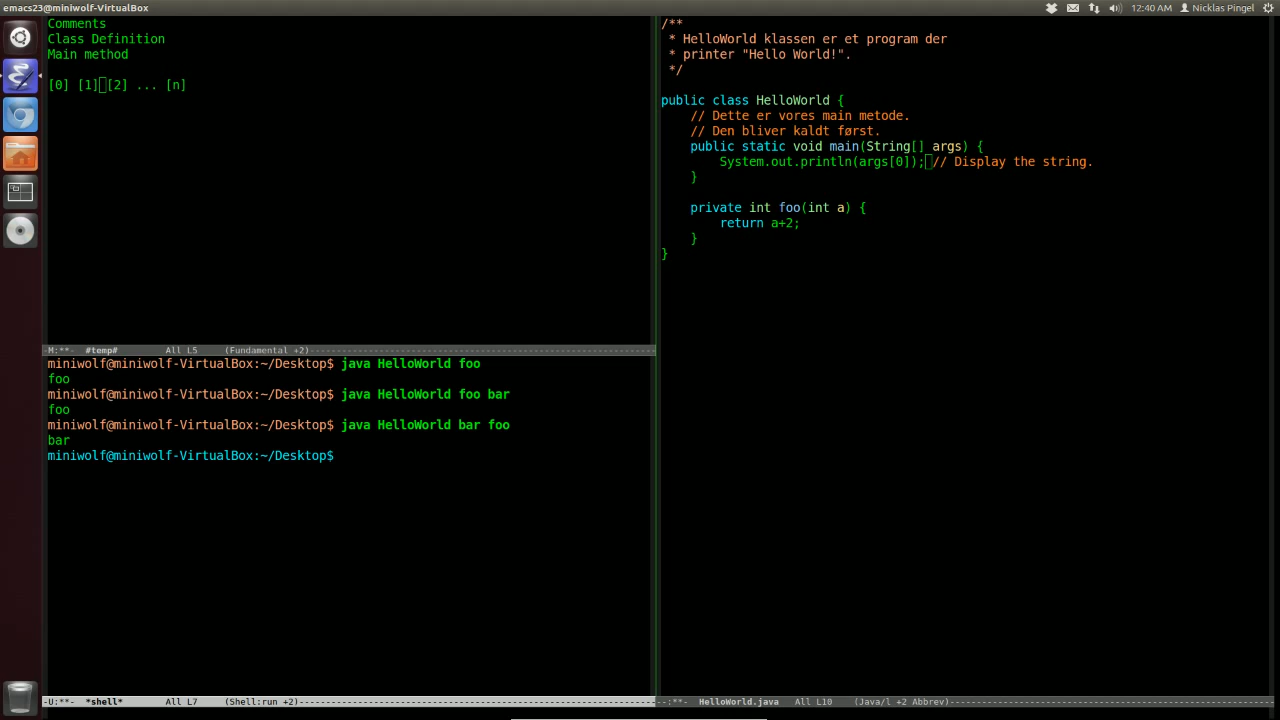 emacs23@miniwolf-VirtualBox
12:40 AM Nicklas Pingel
Comments
Class Definition
Main method
[0] [1] [2] ... [n]
-M:**- #temp# All L5 (Fundamental +2)
miniwolf@miniwolf-VirtualBox:~/Desktop$ java HelloWorld foo
foo
miniwolf@miniwolf-VirtualBox:~/Desktop$ java HelloWorld foo bar
foo
miniwolf@miniwolf-VirtualBox:~/Desktop$ java HelloWorld bar foo
bar
miniwolf@miniwolf-VirtualBox:~/Desktop$
-U:**- *shell* All L7 (Shell:run +2)
/**
 * HelloWorld klassen er et program der
 * printer "Hello World!".
 */
public class HelloWorld {
    // Dette er vores main metode.
    // Den bliver kaldt først.
    public static void main(String[] args) {
        System.out.println(args[0]); // Display the string.
    }
    private int foo(int a) {
        return a+2;
    }
}
--:**- HelloWorld.java All L10 (Java/l +2 Abbrev)